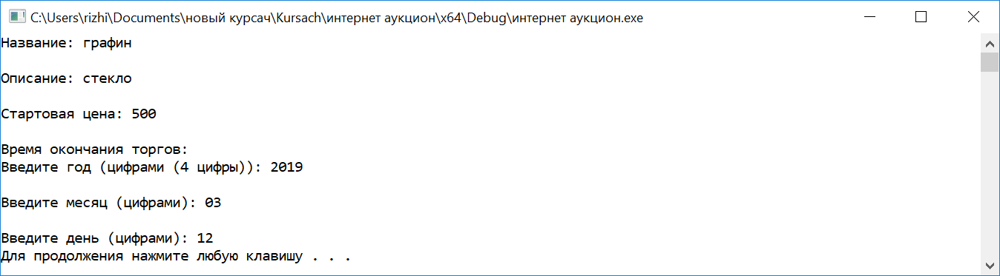 C:\Users\rizhi\Documents\новый курсач\Kursach\интернет аукцион\x64\Debug\интернет аукцион.exe
Название: графин
Описание: стекло
Стартовая цена: 500
Время окончания торгов:
Введите год (цифрами (4 цифры)): 2019
Введите месяц (цифрами): 03
Введите день (цифрами): 12
Для продолжения нажмите любую клавишу . . .